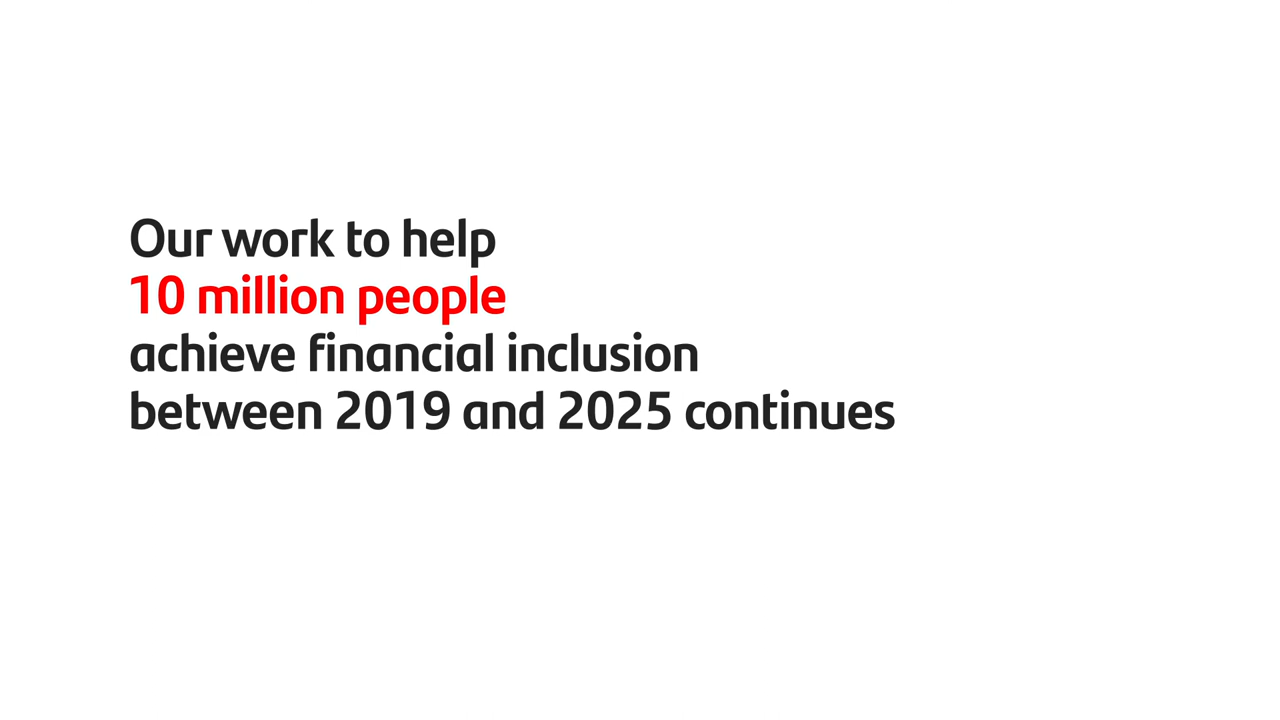 Our work to help
10 million people
achieve financial inclusion
between 2019 and 2025 continues